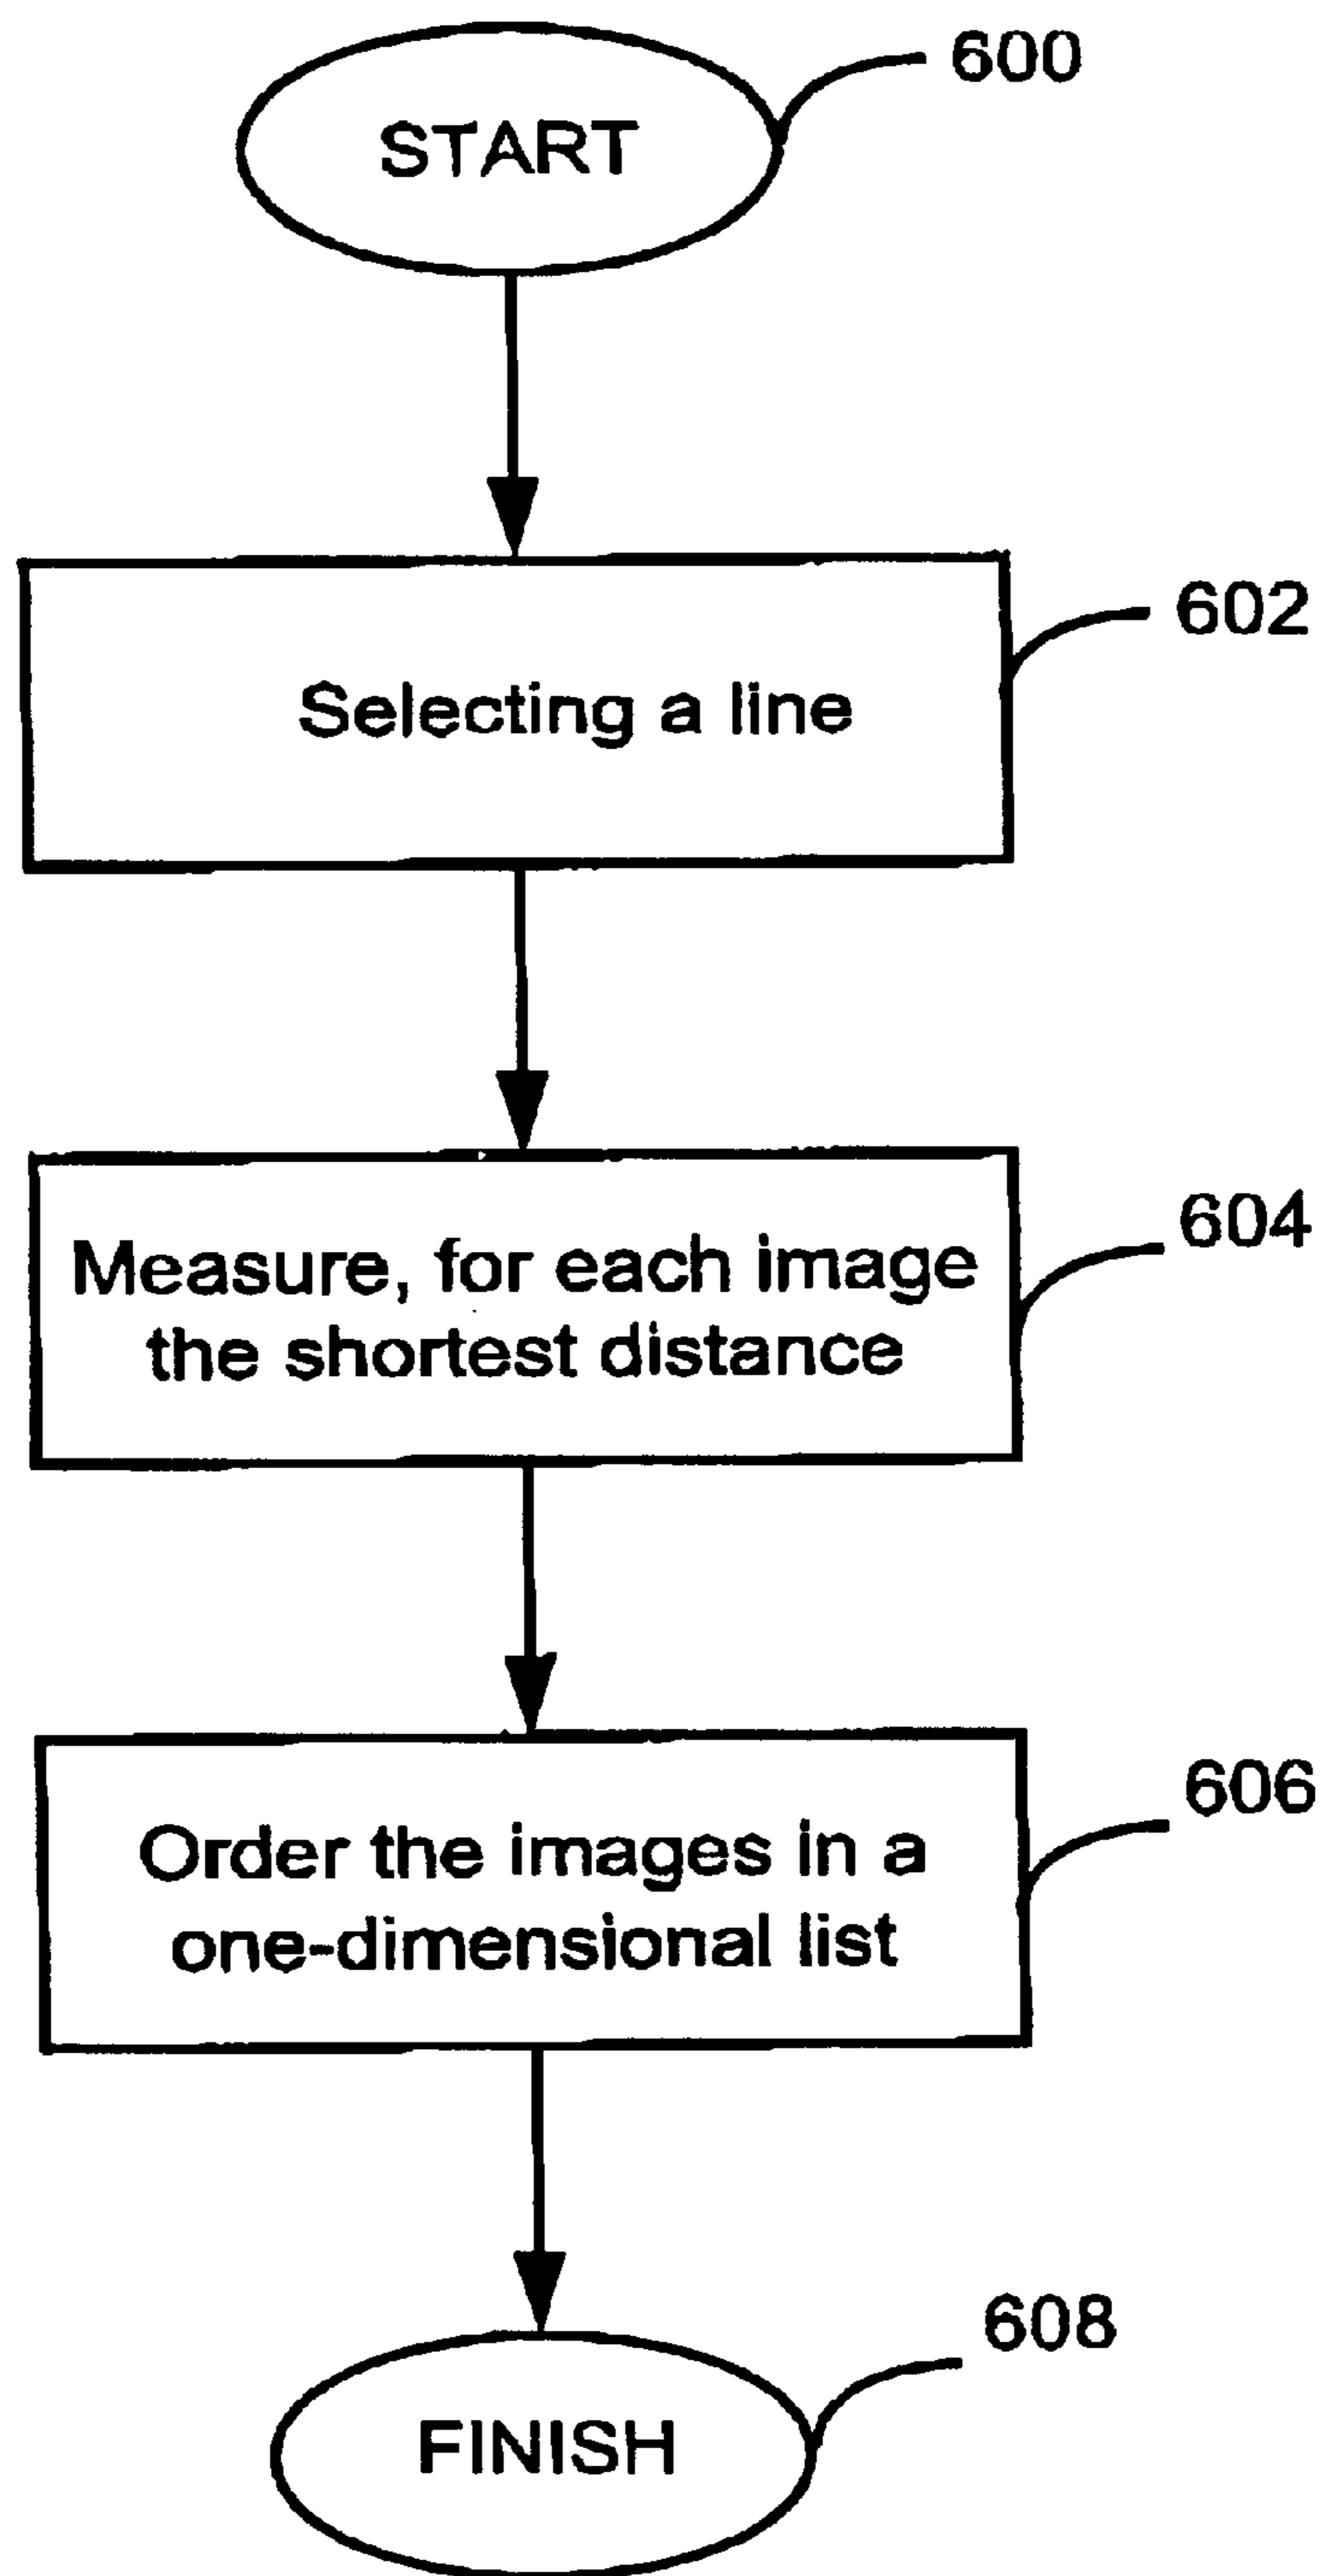 600
START
602
Selecting a line
604
Measure, for each image
the shortest distance
606
Order the images in a
one-dimensional list
608
FINISH